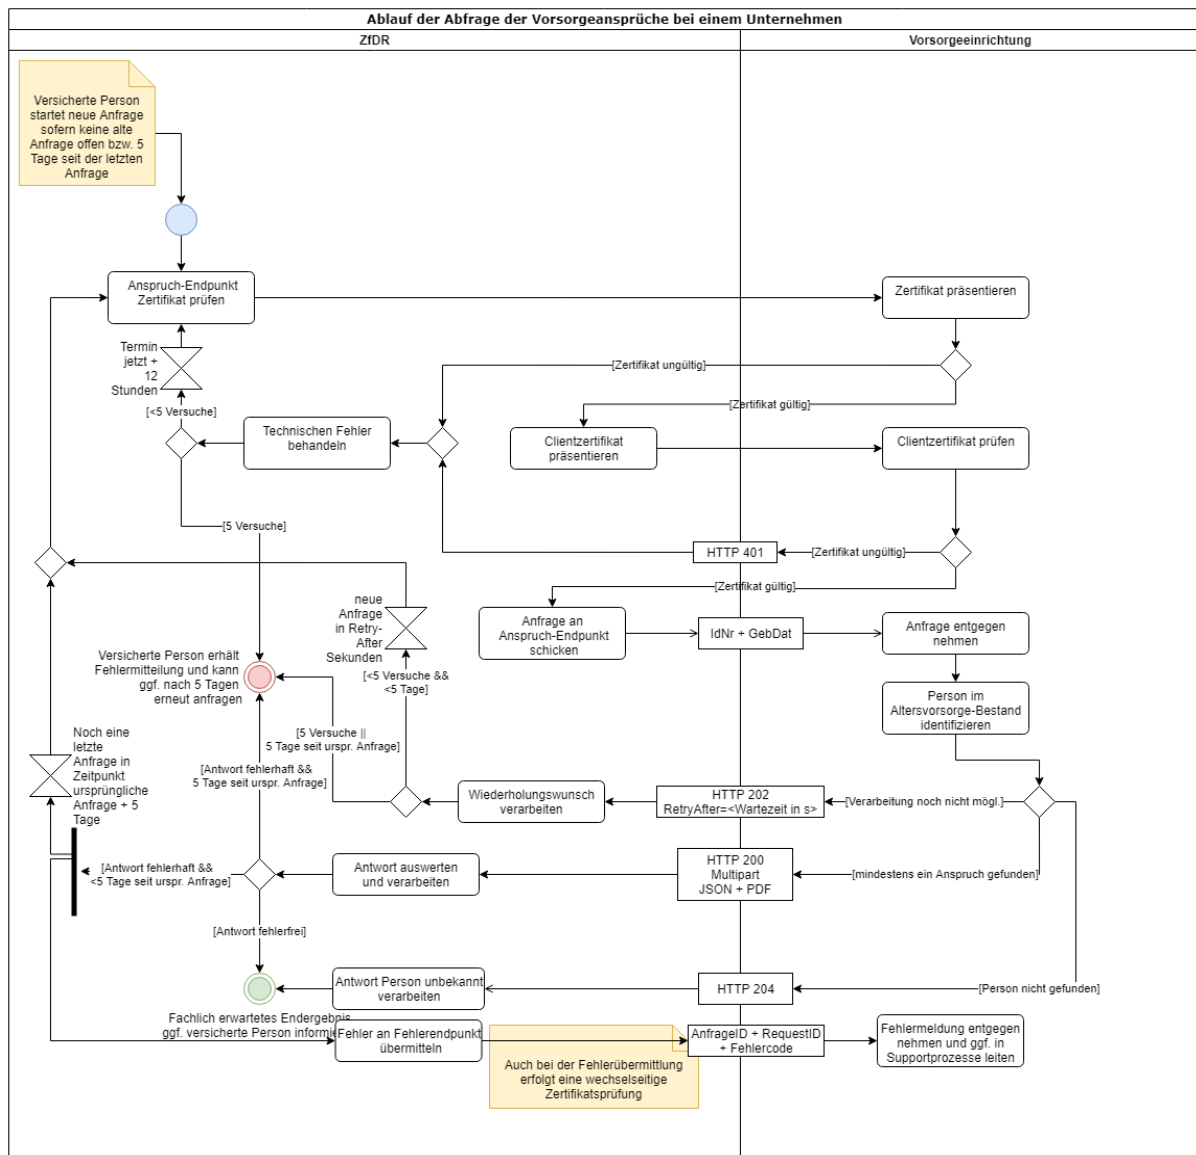 Ablauf der Abfrage der Vorsorgeansprüche bei einem Unternehmen
ZfDR
Vorsorgeeinrichtung
Versicherte Person
startet neue Anfrage
sofern keine alte
Anfrage offen bzw. 5
Tage seit der letzten
Anfrage
Anspruch-Endpunkt
Zertifikat prüfen
Zertifikat präsentieren
Termin
jetzt +
12
Stunden
[Zertifikat ungültig]
[<5 Versuche]
[Zertifikat gültig]
Technischen Fehler
behandeln
Clientzertifikat
präsentieren
Clientzertifikat prüfen
[5 Versuche]
HTTP 401
[Zertifikat ungültig]
[Zertifikat gültig]
neue
Anfrage
in Retry-
After
Sekunden
Anfrage an
Anspruch-Endpunkt
schicken
IdNr + GebDat
Anfrage entgegen
nehmen
Versicherte Person erhält
Fehlermitteilung und kann
ggf. nach 5 Tagen
erneut anfragen
[<5 Versuche &&
<5 Tage]
Person im
Altersvorsorge-Bestand
identifizieren
Noch eine
letzte
Anfrage in
Zeitpunkt
ursprüngliche
Anfrage + 5
Tage
[5 Versuche ||
5 Tage seit urspr. Anfrage]
[Antwort fehlerhaft &&
5 Tage seit urspr. Anfrage]
Wiederholungswunsch
verarbeiten
HTTP 202
RetryAfter=<Wartezeit in s>
[Verarbeitung noch nicht mögl.]
[Antwort fehlerhaft &&
<5 Tage seit urspr. Anfrage]
Antwort auswerten
und verarbeiten
HTTP 200
Multipart
JSON + PDF
[mindestens ein Anspruch gefunden]
[Antwort fehlerfrei]
Antwort Person unbekannt
verarbeiten
HTTP 204
[Person nicht gefunden]
Fachlich erwartetes Endergebnis
ggf. versicherte Person informie
Fehler an Fehlerendpunkt
übermitteln
AnfrageID + RequestID
+ Fehlercode
Fehlermeldung entgegen
nehmen und ggf. in
Supportprozesse leiten
Auch bei der Fehlerübermittlung
erfolgt eine wechselseitige
Zertifikatsprüfung